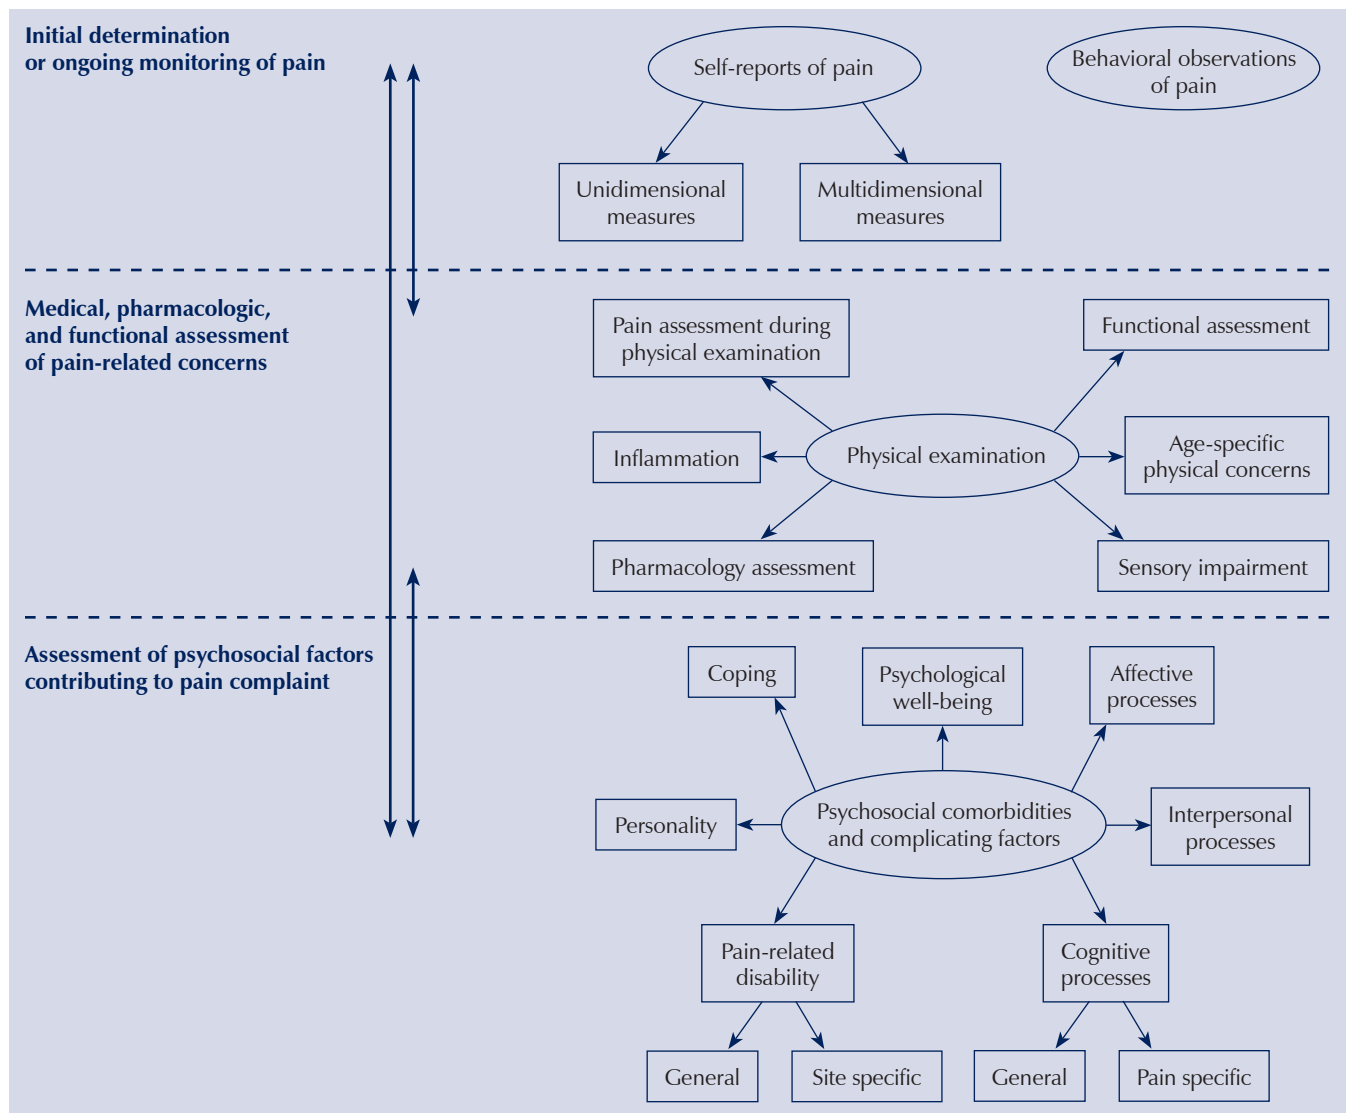 Initial determination
or ongoing monitoring of pain
Self-reports of pain
Behavioral observations
of pain
Unidimensional
measures
Multidimensional
measures
Medical, pharmacologic,
and functional assessment
of pain-related concerns
Pain assessment during
physical examination
Functional assessment
Inflammation
Physical examination
Age-specific
physical concerns
Pharmacology assessment
Sensory impairment
Assessment of psychosocial factors
contributing to pain complaint
Coping
Psychological
well-being
Affective
processes
Personality
Psychosocial comorbidities
and complicating factors
Interpersonal
processes
Pain-related
disability
Cognitive
processes
General
Site specific
General
Pain specific